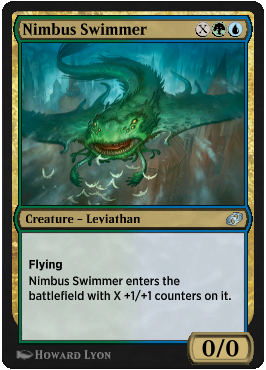 Nimbus Swimmer X
Creature – Leviathan
Flying
Nimbus Swimmer enters the
battlefield with X +1/+1 counters on it.
0/0
Howard Lyon